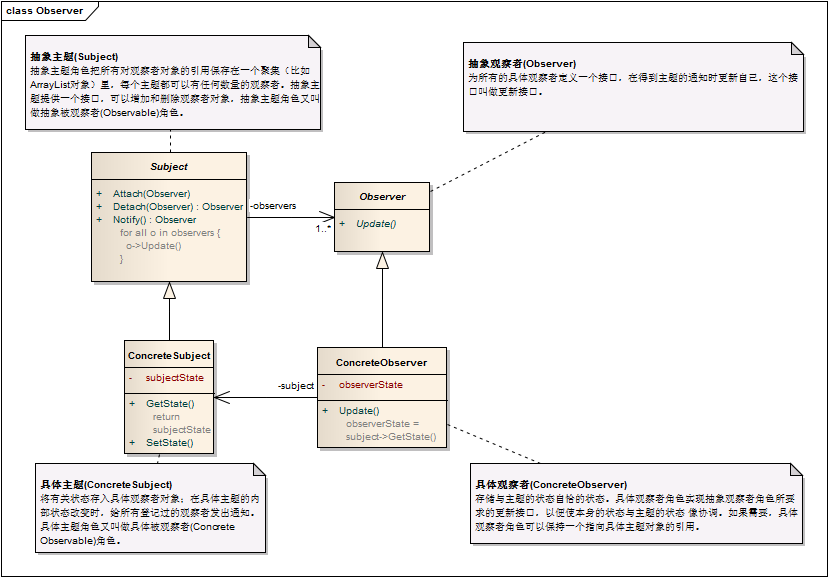 class Observer
抽象主题(Subject)
抽象主题角色把所有对观察者对象的引用保存在一个聚集（比如
ArrayList对象）里，每个主题都可以有任何数量的观察者。抽象主
题提供一个接口，可以增加和删除观察者对象，抽象主题角色又叫
做抽象被观察者(Observable)角色。
抽象观察者(Observer)
为所有的具体观察者定义一个接口，在得到主题的通知时更新自己，这个接
口叫做更新接口。
Subject
+ Attach(Observer)
+ Detach(Observer) : Observer
+ Notify() : Observer
for all o in observers {
o->Update()
}
-observers
1..*
Observer
+ Update()
ConcreteSubject
- subjectState
+ GetState()
return
subjectState
+ SetState()
-subject
ConcreteObserver
- observerState
+ Update()
observerState =
subject->GetState()
具体主题(ConcreteSubject)
将有关状态存入具体观察者对象；在具体主题的内
部状态改变时，给所有登记过的观察者发出通知。
具体主题角色又叫做具体被观察者(Concrete
Observable)角色。
具体观察者(ConcreteObserver)
存储与主题的状态自恰的状态。具体观察者角色实现抽象观察者角色所要
求的更新接口，以便使本身的状态与主题的状态 像协调。如果需要，具体
观察者角色可以保持一个指向具体主题对象的引用。